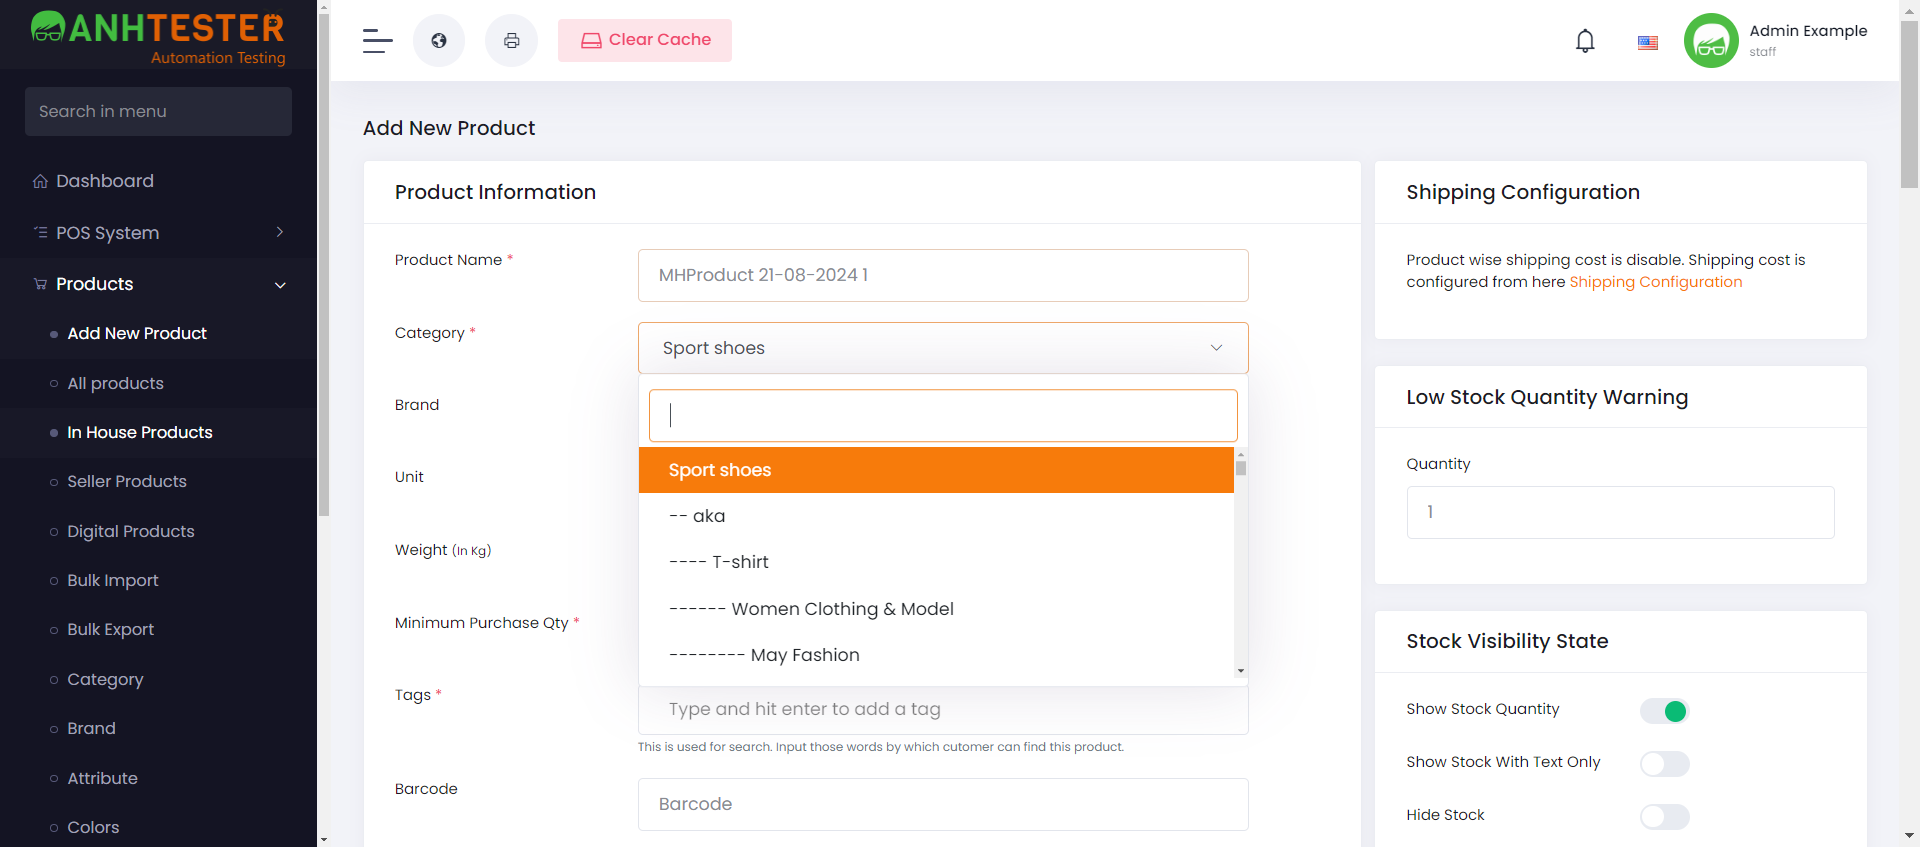 ANHTESTER
Automation Testing
Search in menu
Dashboard
POS System
Products
Add New Product
All products
In House Products
Seller Products
Digital Products
Bulk Import
Bulk Export
Category
Brand
Attribute
Colors
Clear Cache
Admin Example
staff
Add New Product
Product Information
Product Name *
MHProduct 21-08-2024 1
Category *
Sport shoes
Brand
Sport shoes
-- aka
Unit
---- T-shirt
Weight (In Kg)
------ Women Clothing & Model
Minimum Purchase Qty *
-------- May Fashion
Tags *
Type and hit enter to add a tag
This is used for search. Input those words by which cutomer can find this product.
Barcode
Barcode
Shipping Configuration
Product wise shipping cost is disable. Shipping cost is
configured from here Shipping Configuration
Low Stock Quantity Warning
Quantity
1
Stock Visibility State
Show Stock Quantity
Show Stock With Text Only
Hide Stock